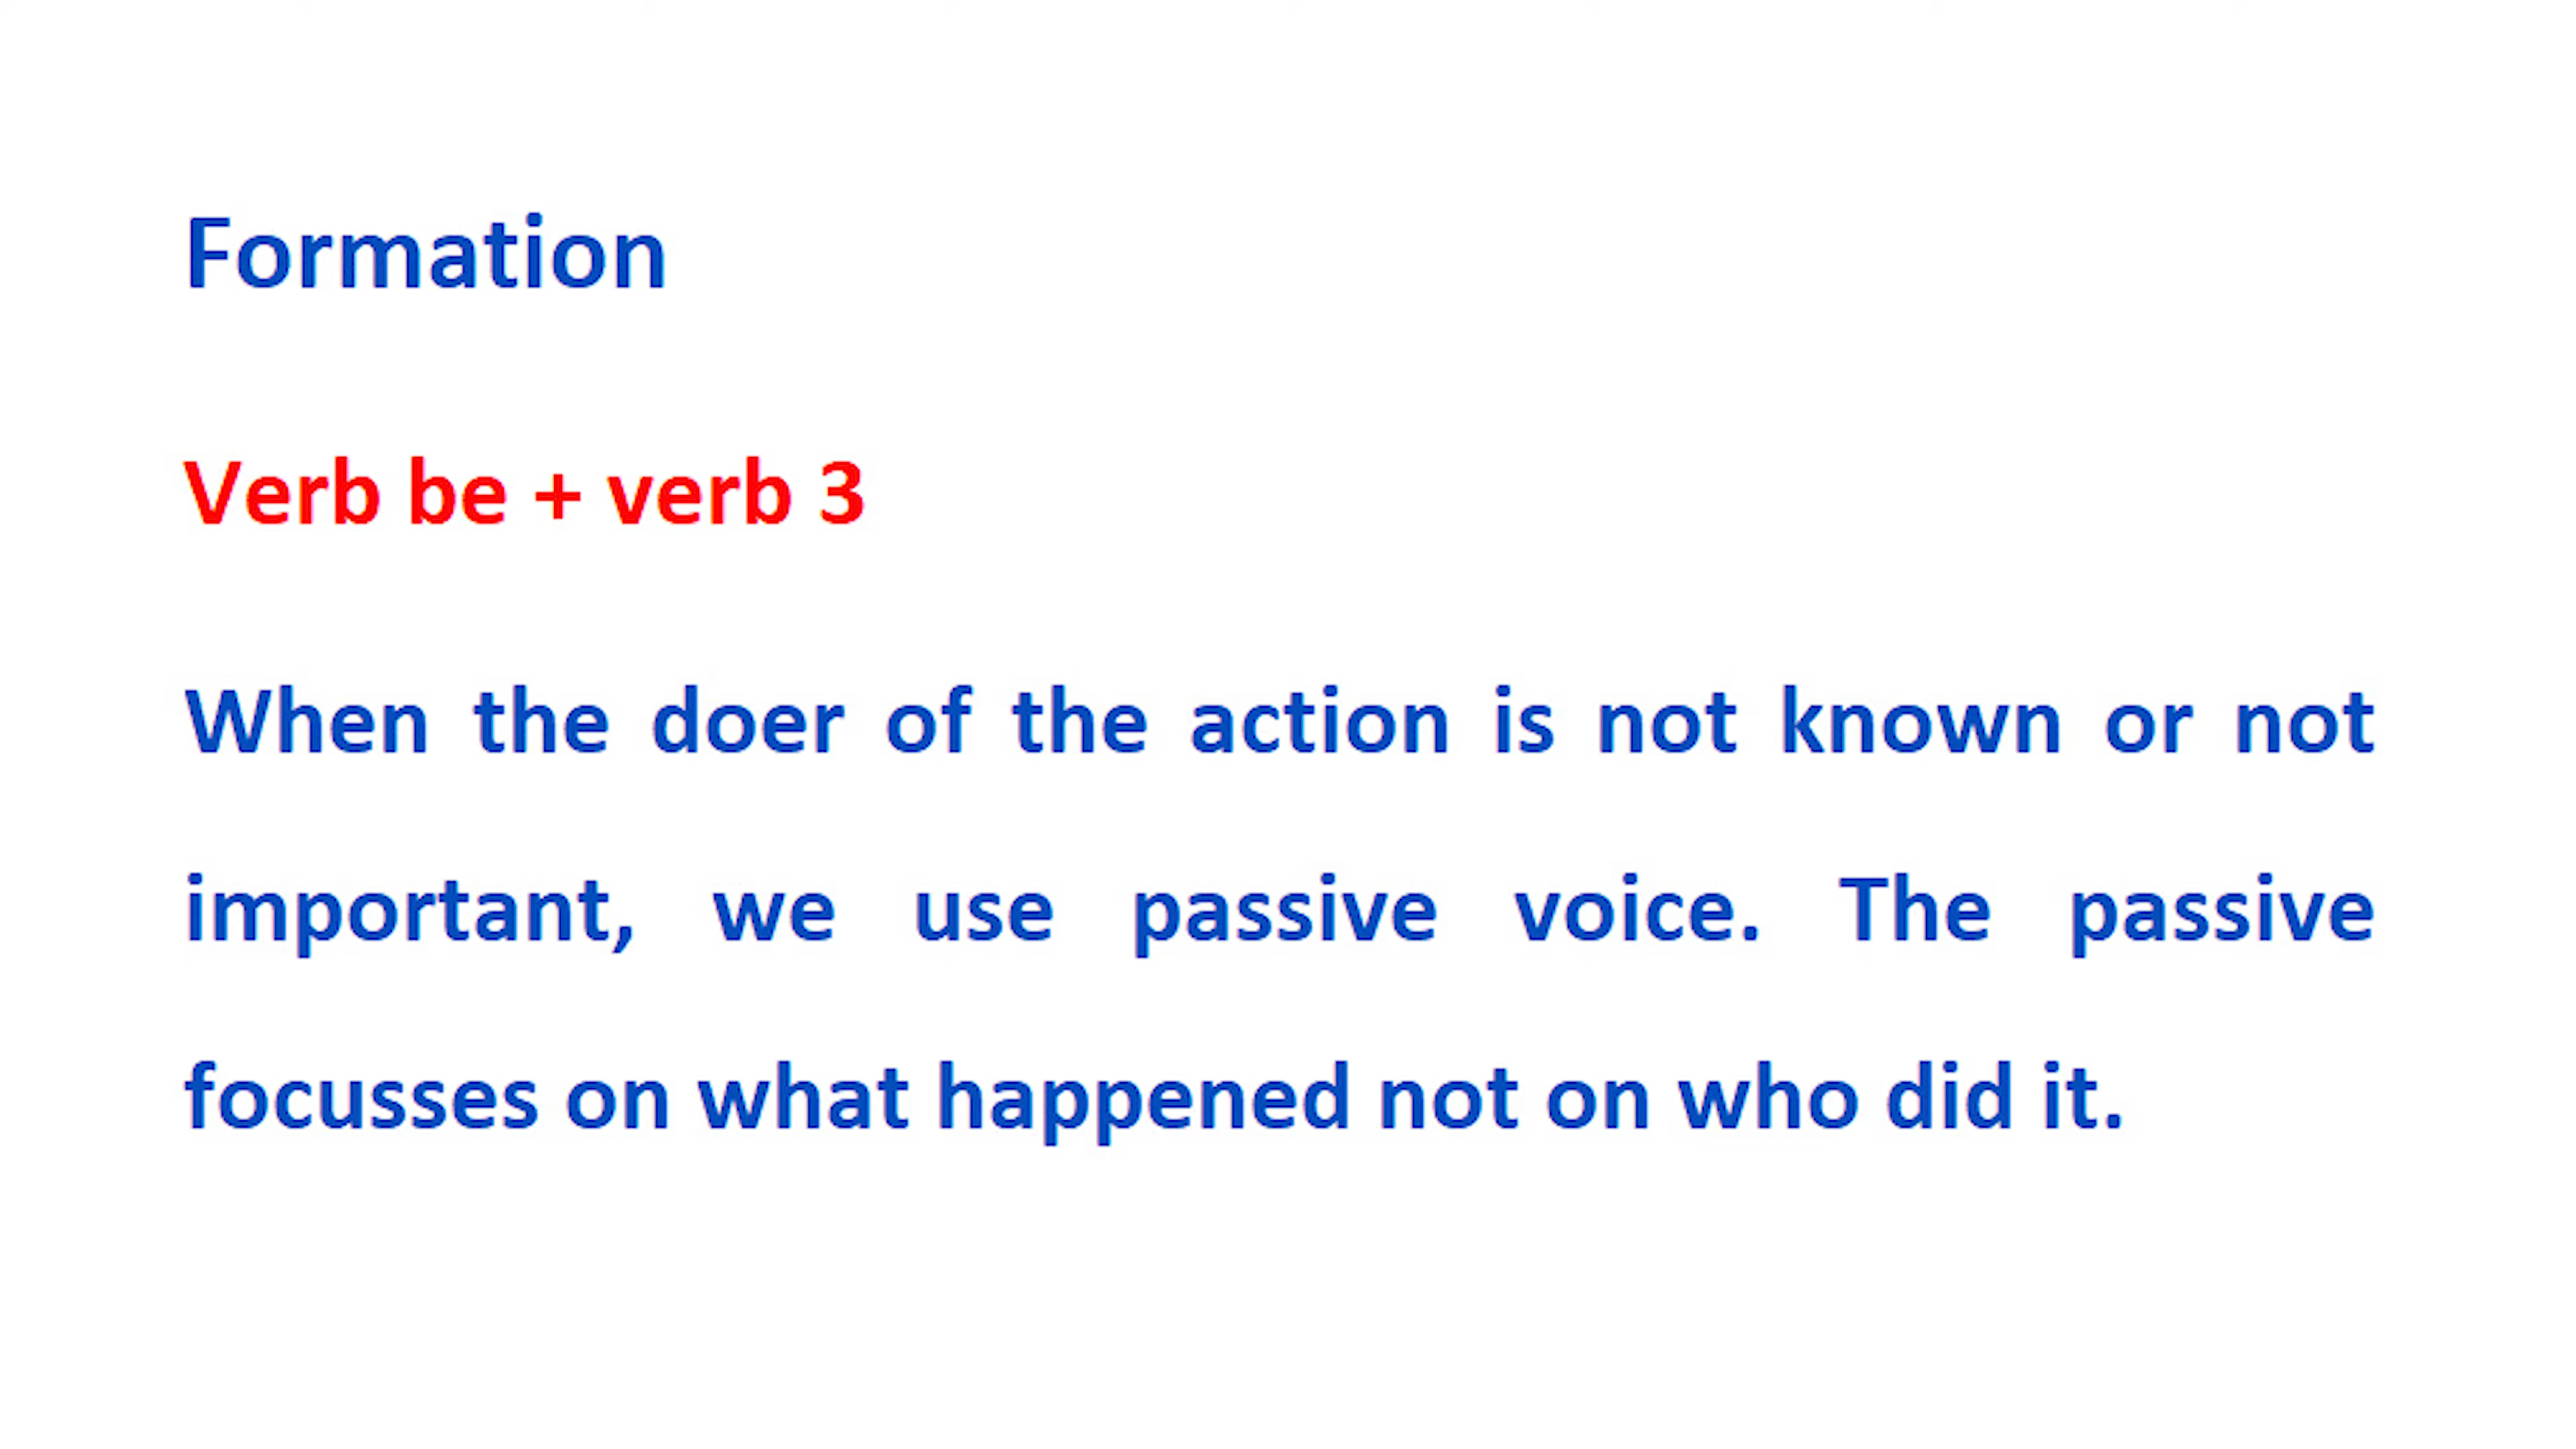 Formation
Verb be + verb 3
When the doer of the action is not known or not
important, we use passive voice. The passive
focusses on what happened not on who did it.